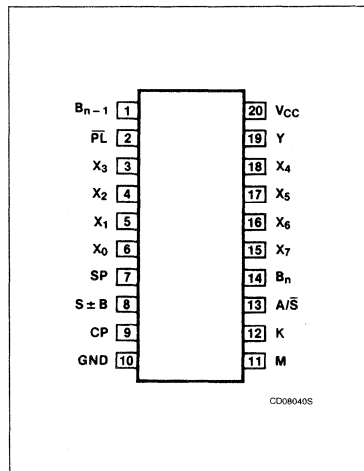 Bn-1 1 20 VCC
PL 2 19 Y
X3 3 18 X4
X2 4 17 X5
X1 5 16 X6
X0 6 15 X7
SP 7 14 Bn
S ± B 8 13 A/S
CP 9 12 K
GND 10 11 M
CD08040S